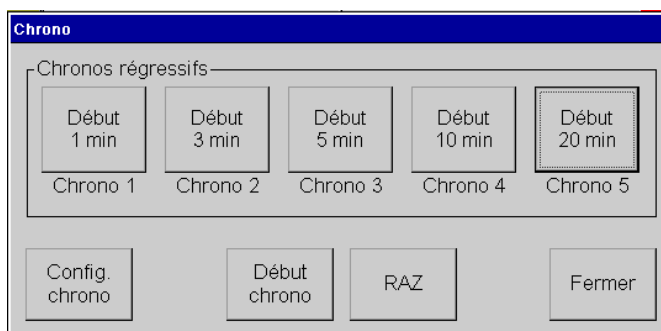 Chrono
Chronos régressifs
Début
1 min
Début
3 min
Début
5 min
Début
10 min
Début
20 min
Chrono 1
Chrono 2
Chrono 3
Chrono 4
Chrono 5
Config.
chrono
Début
chrono
RAZ
Fermer